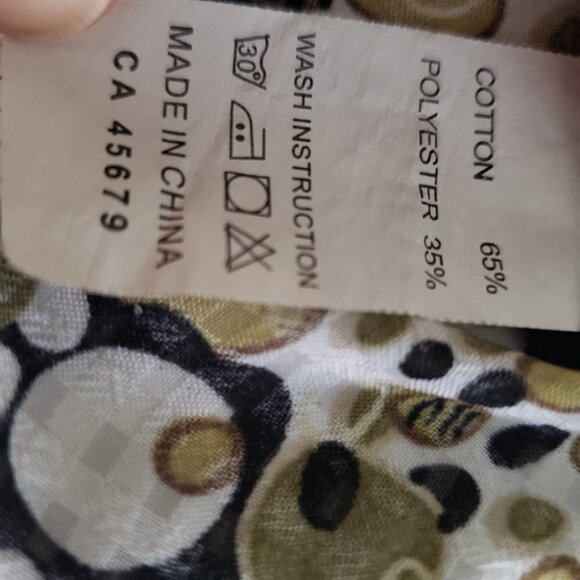 COTTON 65%
POLYESTER 35%
WASH INSTRUCTION
30°
MADE IN CHINA
CA 45679